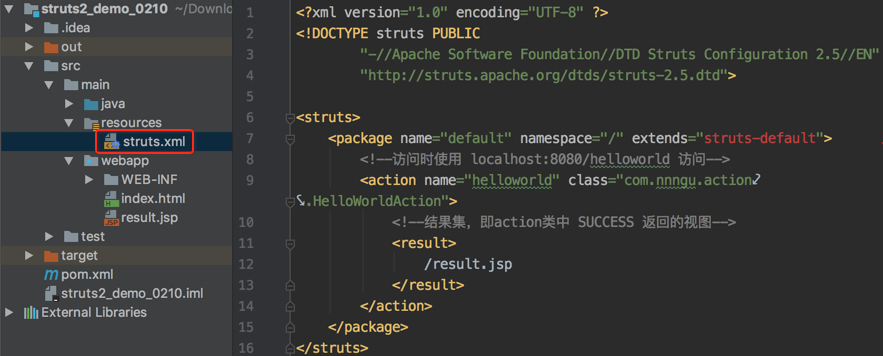 struts2_demo_0210 ~/Downlo
.idea
out
src
main
java
resources
struts.xml
webapp
WEB-INF
index.html
result.jsp
test
target
pom.xml
struts2_demo_0210.iml
External Libraries
1 <?xml version="1.0" encoding="UTF-8" ?>
2 <!DOCTYPE struts PUBLIC
3 "-//Apache Software Foundation//DTD Struts Configuration 2.5//EN"
4 "http://struts.apache.org/dtds/struts-2.5.dtd">
5
6 <struts>
7 <package name="default" namespace="/" extends="struts-default">
8 <!--访问时使用 localhost:8080/helloworld 访问-->
9 <action name="helloworld" class="com.nnngu.action
.HelloWorldAction">
10 <!--结果集，即action类中 SUCCESS 返回的视图-->
11 <result>
12 /result.jsp
13 </result>
14 </action>
15 </package>
16 </struts>